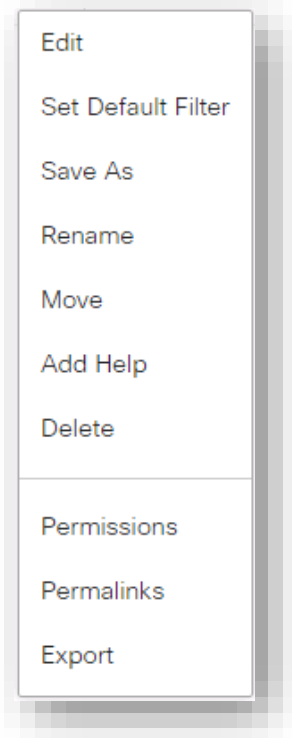 Edit
Set Default Filter
Save As
Rename
Move
Add Help
Delete
Permissions
Permalinks
Export